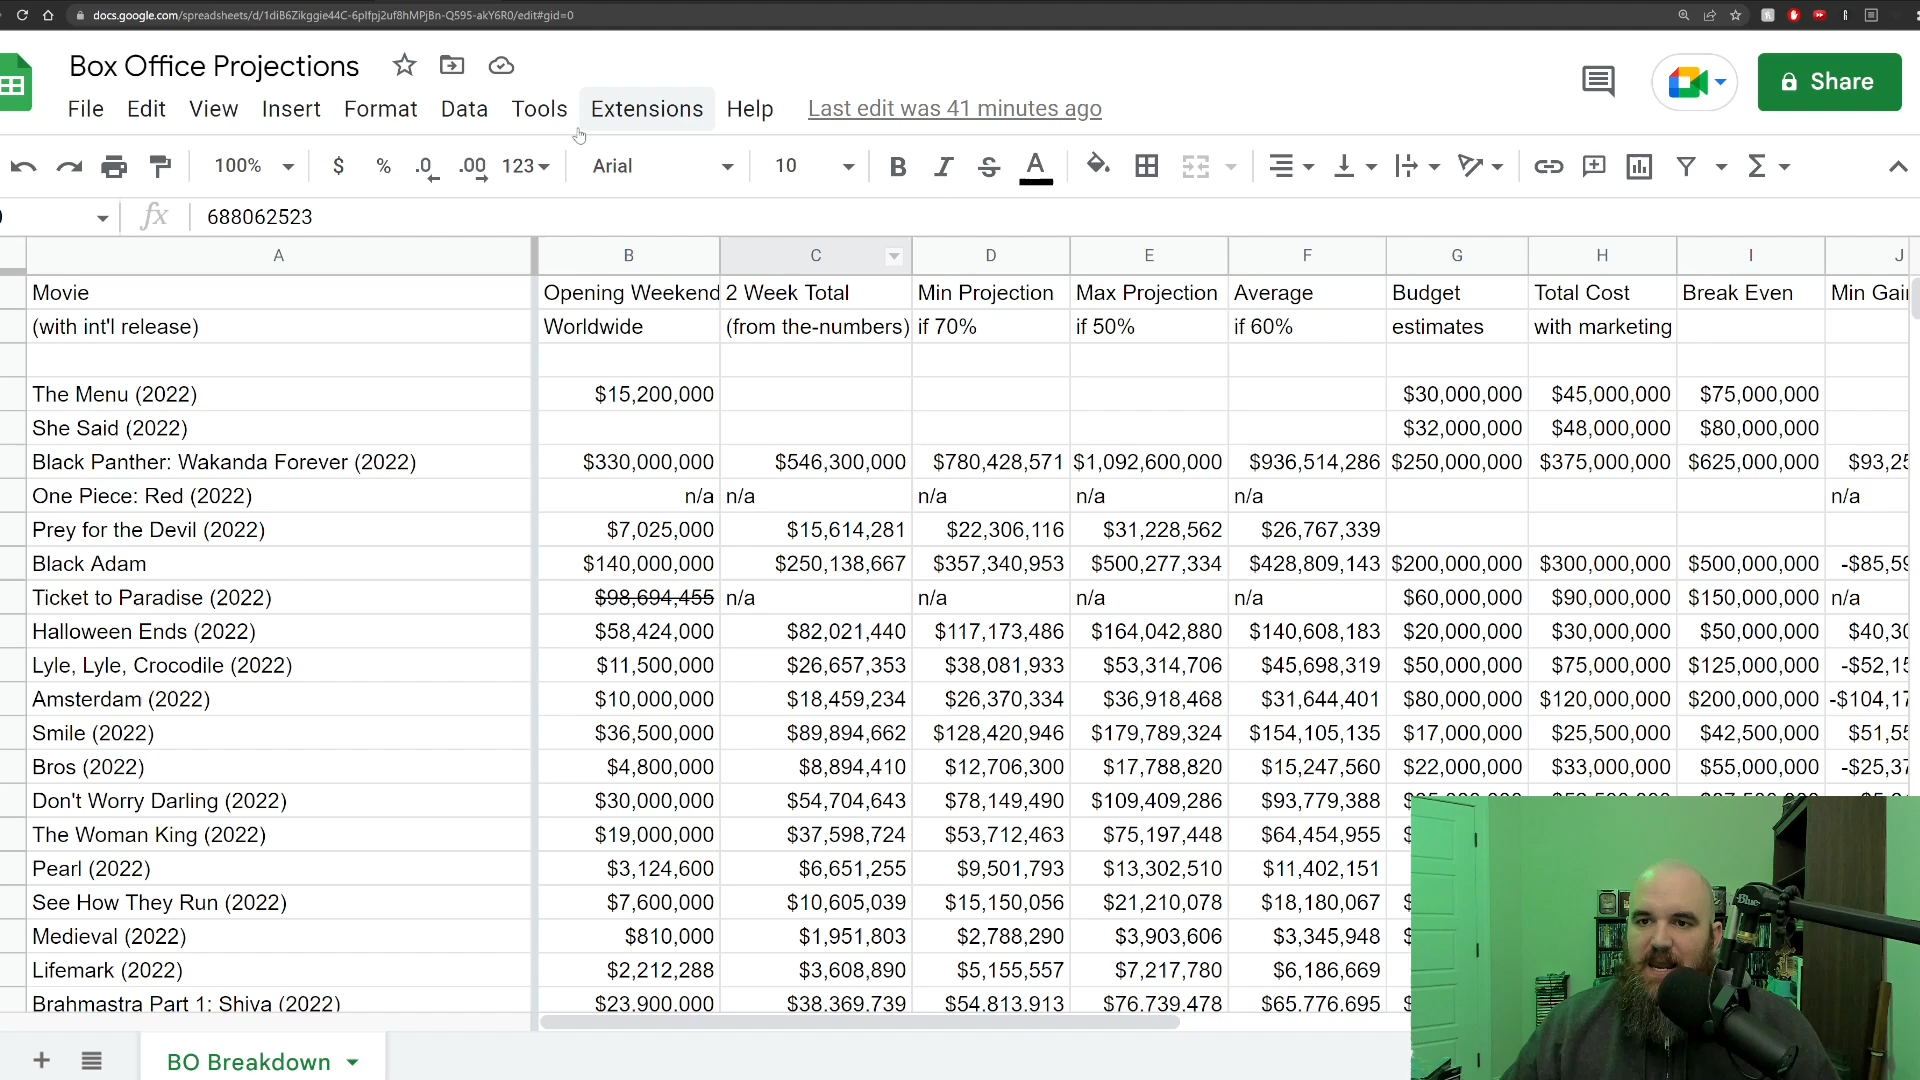 docs.google.com/spreadsheets/d/1diB6Zikggie44C-6plfpj2uf8hMPjBn-Q595-akY6R0/edit#gid=0
Box Office Projections
Share
File Edit View Insert Format Data Tools Extensions Help Last edit was 41 minutes ago
100% $ % .0 .00 123 Arial 10 B I S A
fx 688062523
A B C D E F G H I J
Movie Opening Weekend 2 Week Total Min Projection Max Projection Average Budget Total Cost Break Even Min Gai
(with int'l release) Worldwide (from the-numbers) if 70% if 50% if 60% estimates with marketing
The Menu (2022) $15,200,000 $30,000,000 $45,000,000 $75,000,000
She Said (2022) $32,000,000 $48,000,000 $80,000,000
Black Panther: Wakanda Forever (2022) $330,000,000 $546,300,000 $780,428,571 $1,092,600,000 $936,514,286 $250,000,000 $375,000,000 $625,000,000 $93,25
One Piece: Red (2022) n/a n/a n/a n/a n/a n/a
Prey for the Devil (2022) $7,025,000 $15,614,281 $22,306,116 $31,228,562 $26,767,339
Black Adam $140,000,000 $250,138,667 $357,340,953 $500,277,334 $428,809,143 $200,000,000 $300,000,000 $500,000,000 -$85,59
Ticket to Paradise (2022) $98,694,455 n/a n/a n/a n/a $60,000,000 $90,000,000 $150,000,000 n/a
Halloween Ends (2022) $58,424,000 $82,021,440 $117,173,486 $164,042,880 $140,608,183 $20,000,000 $30,000,000 $50,000,000 $40,30
Lyle, Lyle, Crocodile (2022) $11,500,000 $26,657,353 $38,081,933 $53,314,706 $45,698,319 $50,000,000 $75,000,000 $125,000,000 -$52,15
Amsterdam (2022) $10,000,000 $18,459,234 $26,370,334 $36,918,468 $31,644,401 $80,000,000 $120,000,000 $200,000,000 -$104,17
Smile (2022) $36,500,000 $89,894,662 $128,420,946 $179,789,324 $154,105,135 $17,000,000 $25,500,000 $42,500,000 $51,55
Bros (2022) $4,800,000 $8,894,410 $12,706,300 $17,788,820 $15,247,560 $22,000,000 $33,000,000 $55,000,000 -$25,37
Don't Worry Darling (2022) $30,000,000 $54,704,643 $78,149,490 $109,409,286 $93,779,388
The Woman King (2022) $19,000,000 $37,598,724 $53,712,463 $75,197,448 $64,454,955 $
Pearl (2022) $3,124,600 $6,651,255 $9,501,793 $13,302,510 $11,402,151
See How They Run (2022) $7,600,000 $10,605,039 $15,150,056 $21,210,078 $18,180,067 $
Medieval (2022) $810,000 $1,951,803 $2,788,290 $3,903,606 $3,345,948 $
Lifemark (2022) $2,212,288 $3,608,890 $5,155,557 $7,217,780 $6,186,669
Brahmastra Part 1: Shiva (2022) $23,900,000 $38,369,739 $54,813,913 $76,739,478 $65,776,695 $
BO Breakdown
Blue